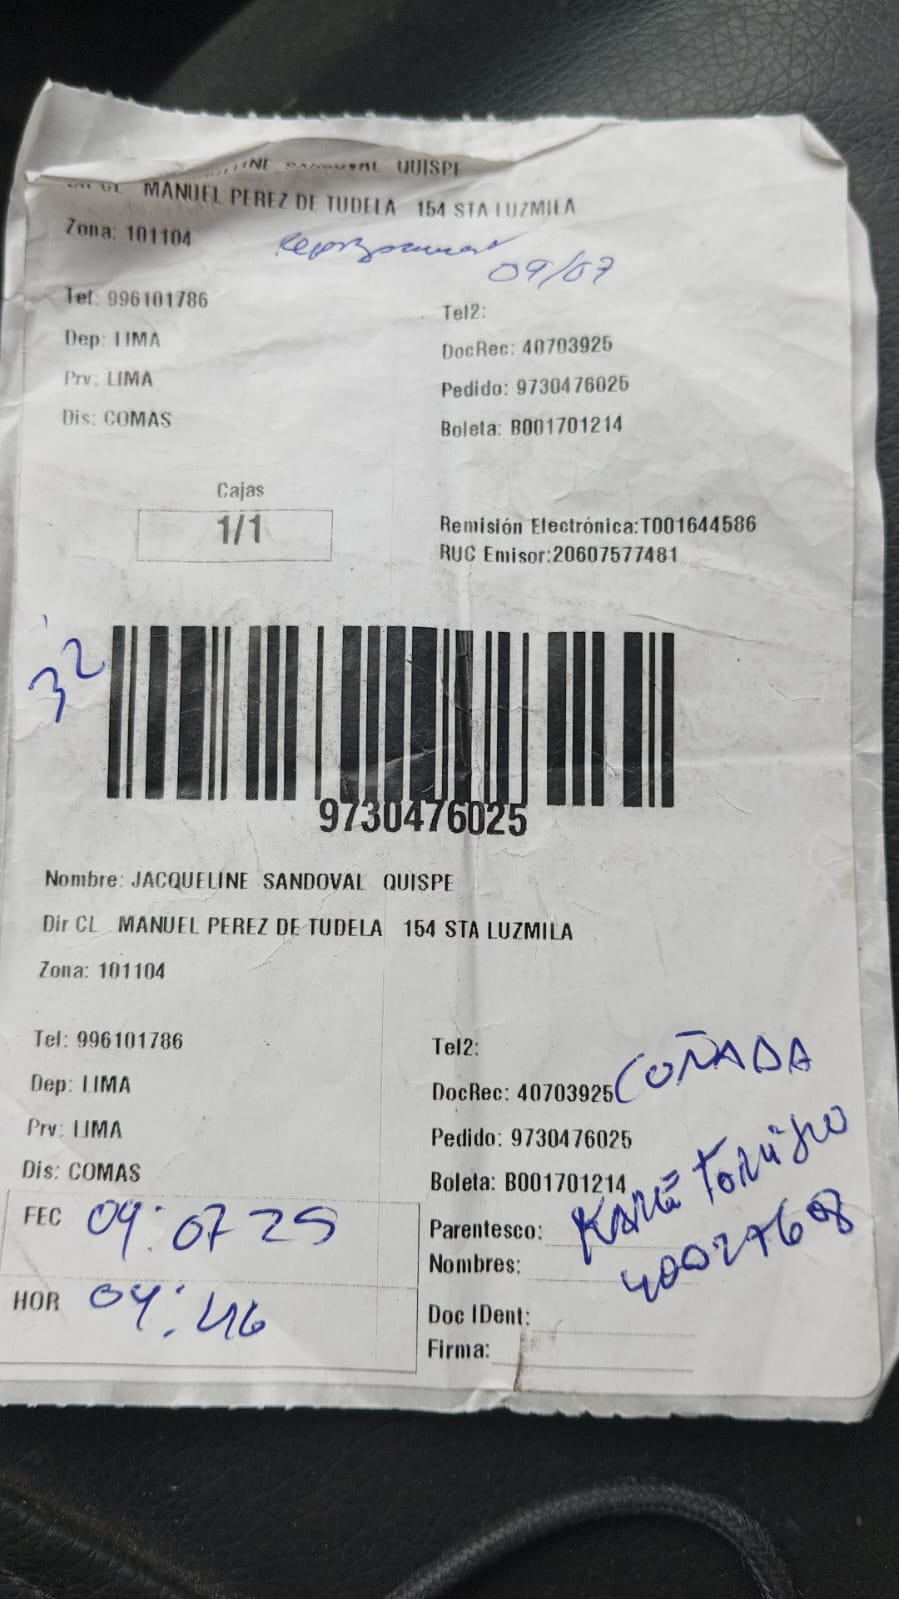 QUISPE
MANUEL PEREZ DE TUDELA 154 STA LUZMILA
Zona: 101104
09/07
Tel: 996101786
Tel2:
Dep: LIMA
DocRec: 40703925
Prv: LIMA
Pedido: 9730476025
Dis: COMAS
Boleta: B001701214
Cajas
1/1
Remisión Electrónica:T001644586
RUC Emisor:20607577481
32
9730476025
Nombre: JACQUELINE SANDOVAL QUISPE
Dir CL MANUEL PEREZ DE TUDELA 154 STA LUZMILA
Zona: 101104
Tel: 996101786
Tel2:
COÑADA
Dep: LIMA
DocRec: 40703925
Prv: LIMA
Pedido: 9730476025
Dis: COMAS
Boleta: B001701214
FEC 09:07 25
Parentesco:
Nombres:
40027608
HOR 09:46
Doc IDent:
Firma: